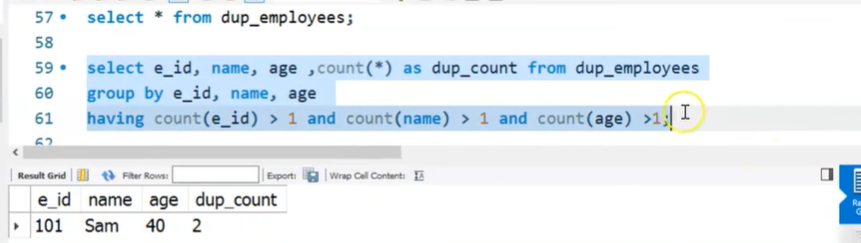 57 select * from dup_employees;
58
59 select e_id, name, age ,count(*) as dup_count from dup_employees
60 group by e_id, name, age
61 having count(e_id) > 1 and count(name) > 1 and count(age) >1;
62
Result Grid Filter Rows: Export: Wrap Cell Content:
e_id name age dup_count
101 Sam 40 2